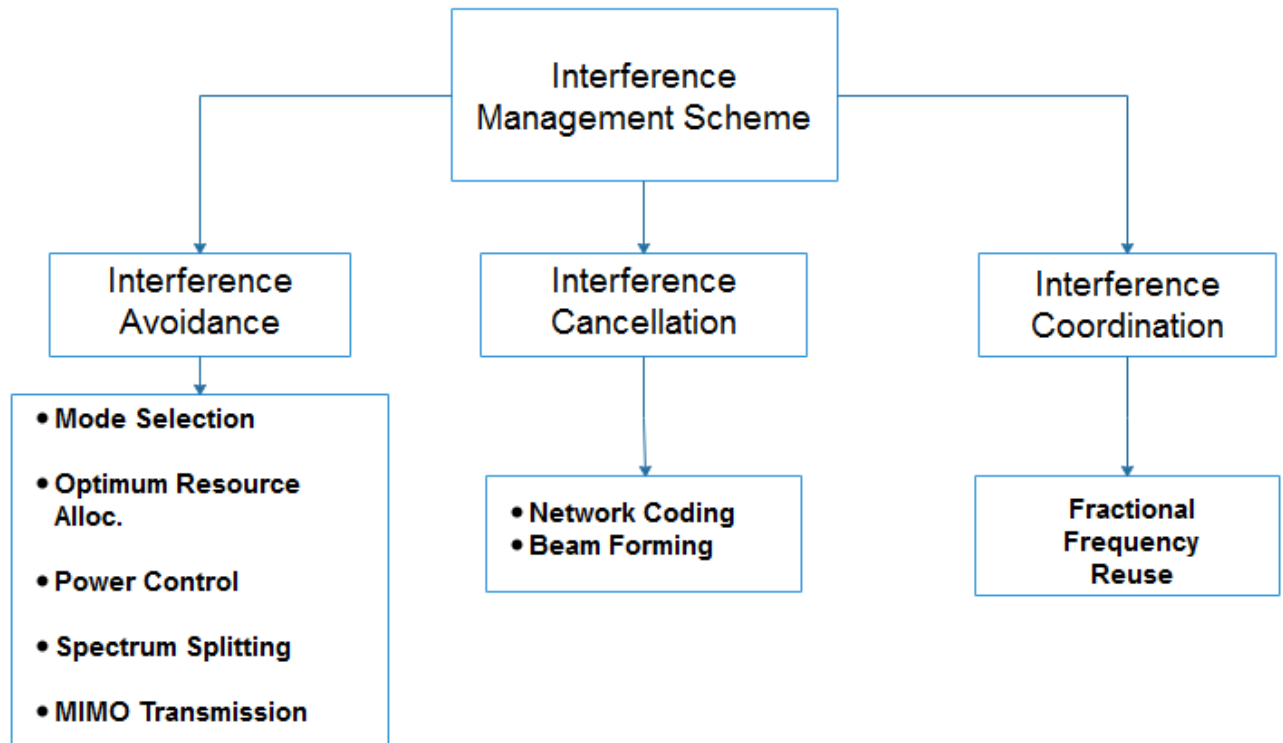 Interference
Management Scheme
Interference
Avoidance
Interference
Cancellation
Interference
Coordination
• Mode Selection
• Optimum Resource
Alloc.
• Power Control
• Spectrum Splitting
• MIMO Transmission
• Network Coding
• Beam Forming
Fractional
Frequency
Reuse